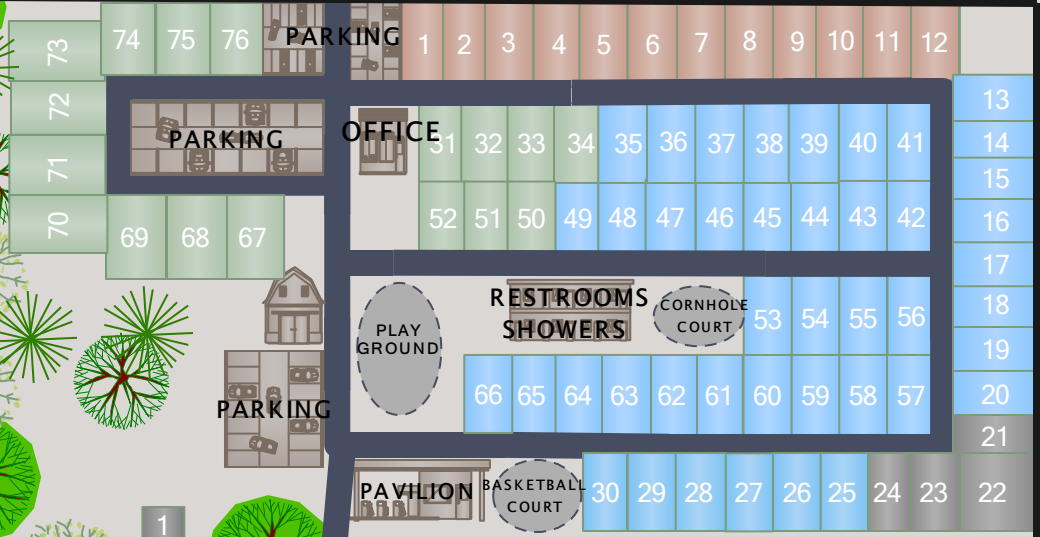 73
74 75 76 PARKING 1 2 3 4 5 6 7 8 9 10 11 12
72
PARKING
OFFICE 31 32 33 34 35 36 37 38 39 40 41
13
14
15
16
17
18
19
20
21
22
71
70
69 68 67
52 51 50 49 48 47 46 45 44 43 42
RESTROOMS
SHOWERS
CORNHOLE
COURT
53 54 55 56
PLAY
GROUND
66 65 64 63 62 61 60 59 58 57
PARKING
PAVILION
BASKETBALL
COURT
30 29 28 27 26 25 24 23
1